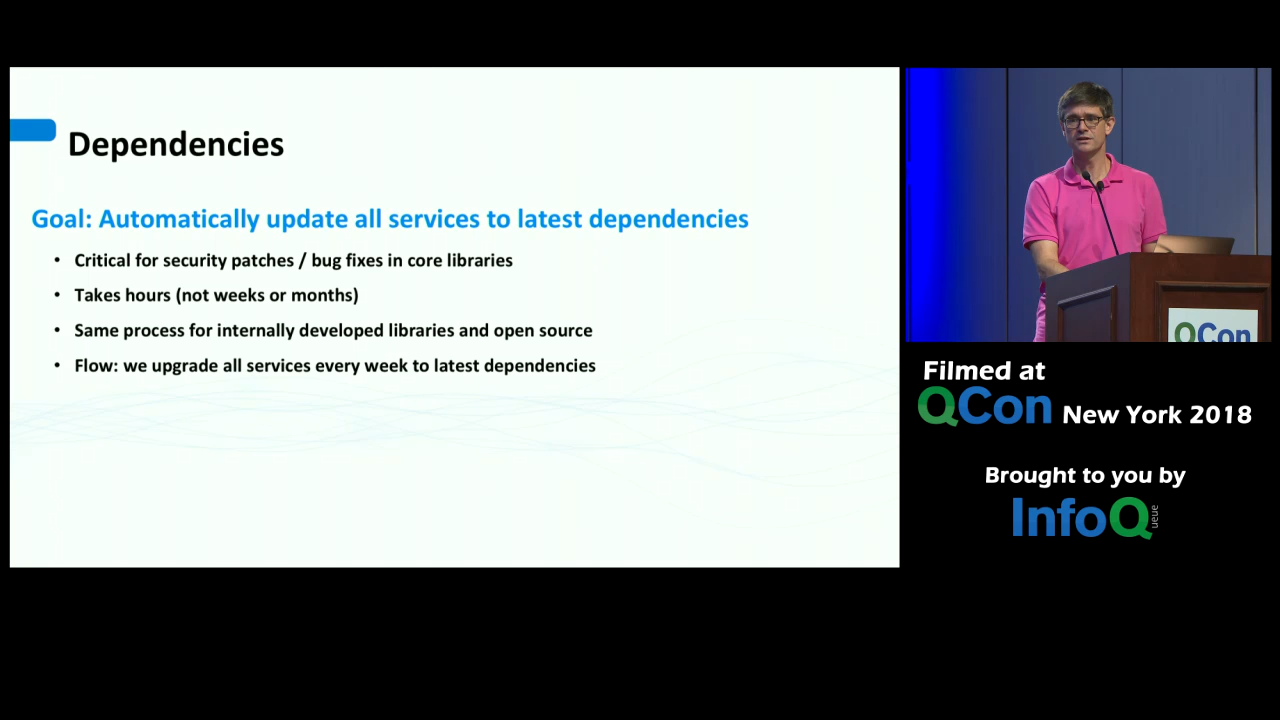 Dependencies
Goal: Automatically update all services to latest dependencies
• Critical for security patches / bug fixes in core libraries
• Takes hours (not weeks or months)
• Same process for internally developed libraries and open source
• Flow: we upgrade all services every week to latest dependencies
QCon
Filmed at
QCon New York 2018
Brought to you by
InfoQ
ueue